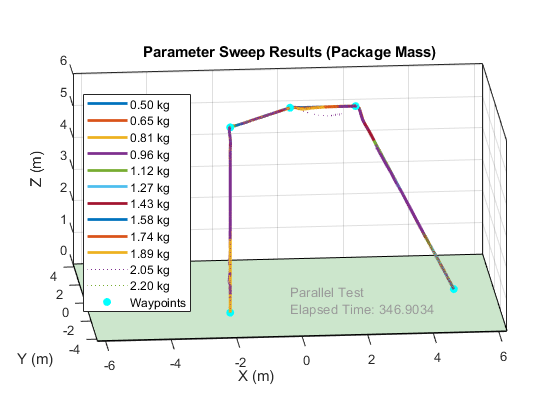 Parameter Sweep Results (Package Mass)
6
5
4
3
2
1
0
Z (m)
0.50 kg
0.65 kg
0.81 kg
0.96 kg
1.12 kg
1.27 kg
1.43 kg
1.58 kg
1.74 kg
1.89 kg
2.05 kg
2.20 kg
Waypoints
Parallel Test
Elapsed Time: 346.9034
4
2
0
-2
-4
Y (m)
-6
-4
-2
0
2
4
6
X (m)